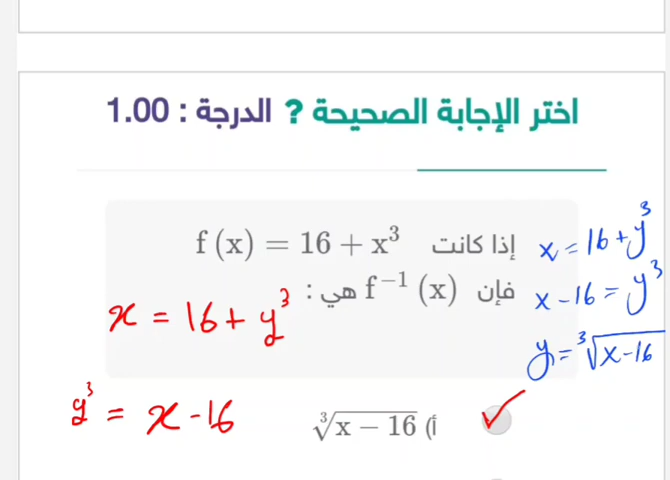 اختر الإجابة الصحيحة ? الدرجة : 1.00
إذا كانت f (x) = 16 + x³
فإن f⁻¹ (x) هي :
x = 16 + y³
x - 16 = y³
y = ∛(x - 16)
x = 16 + y³
y³ = x - 16
أ) ∛(x − 16)